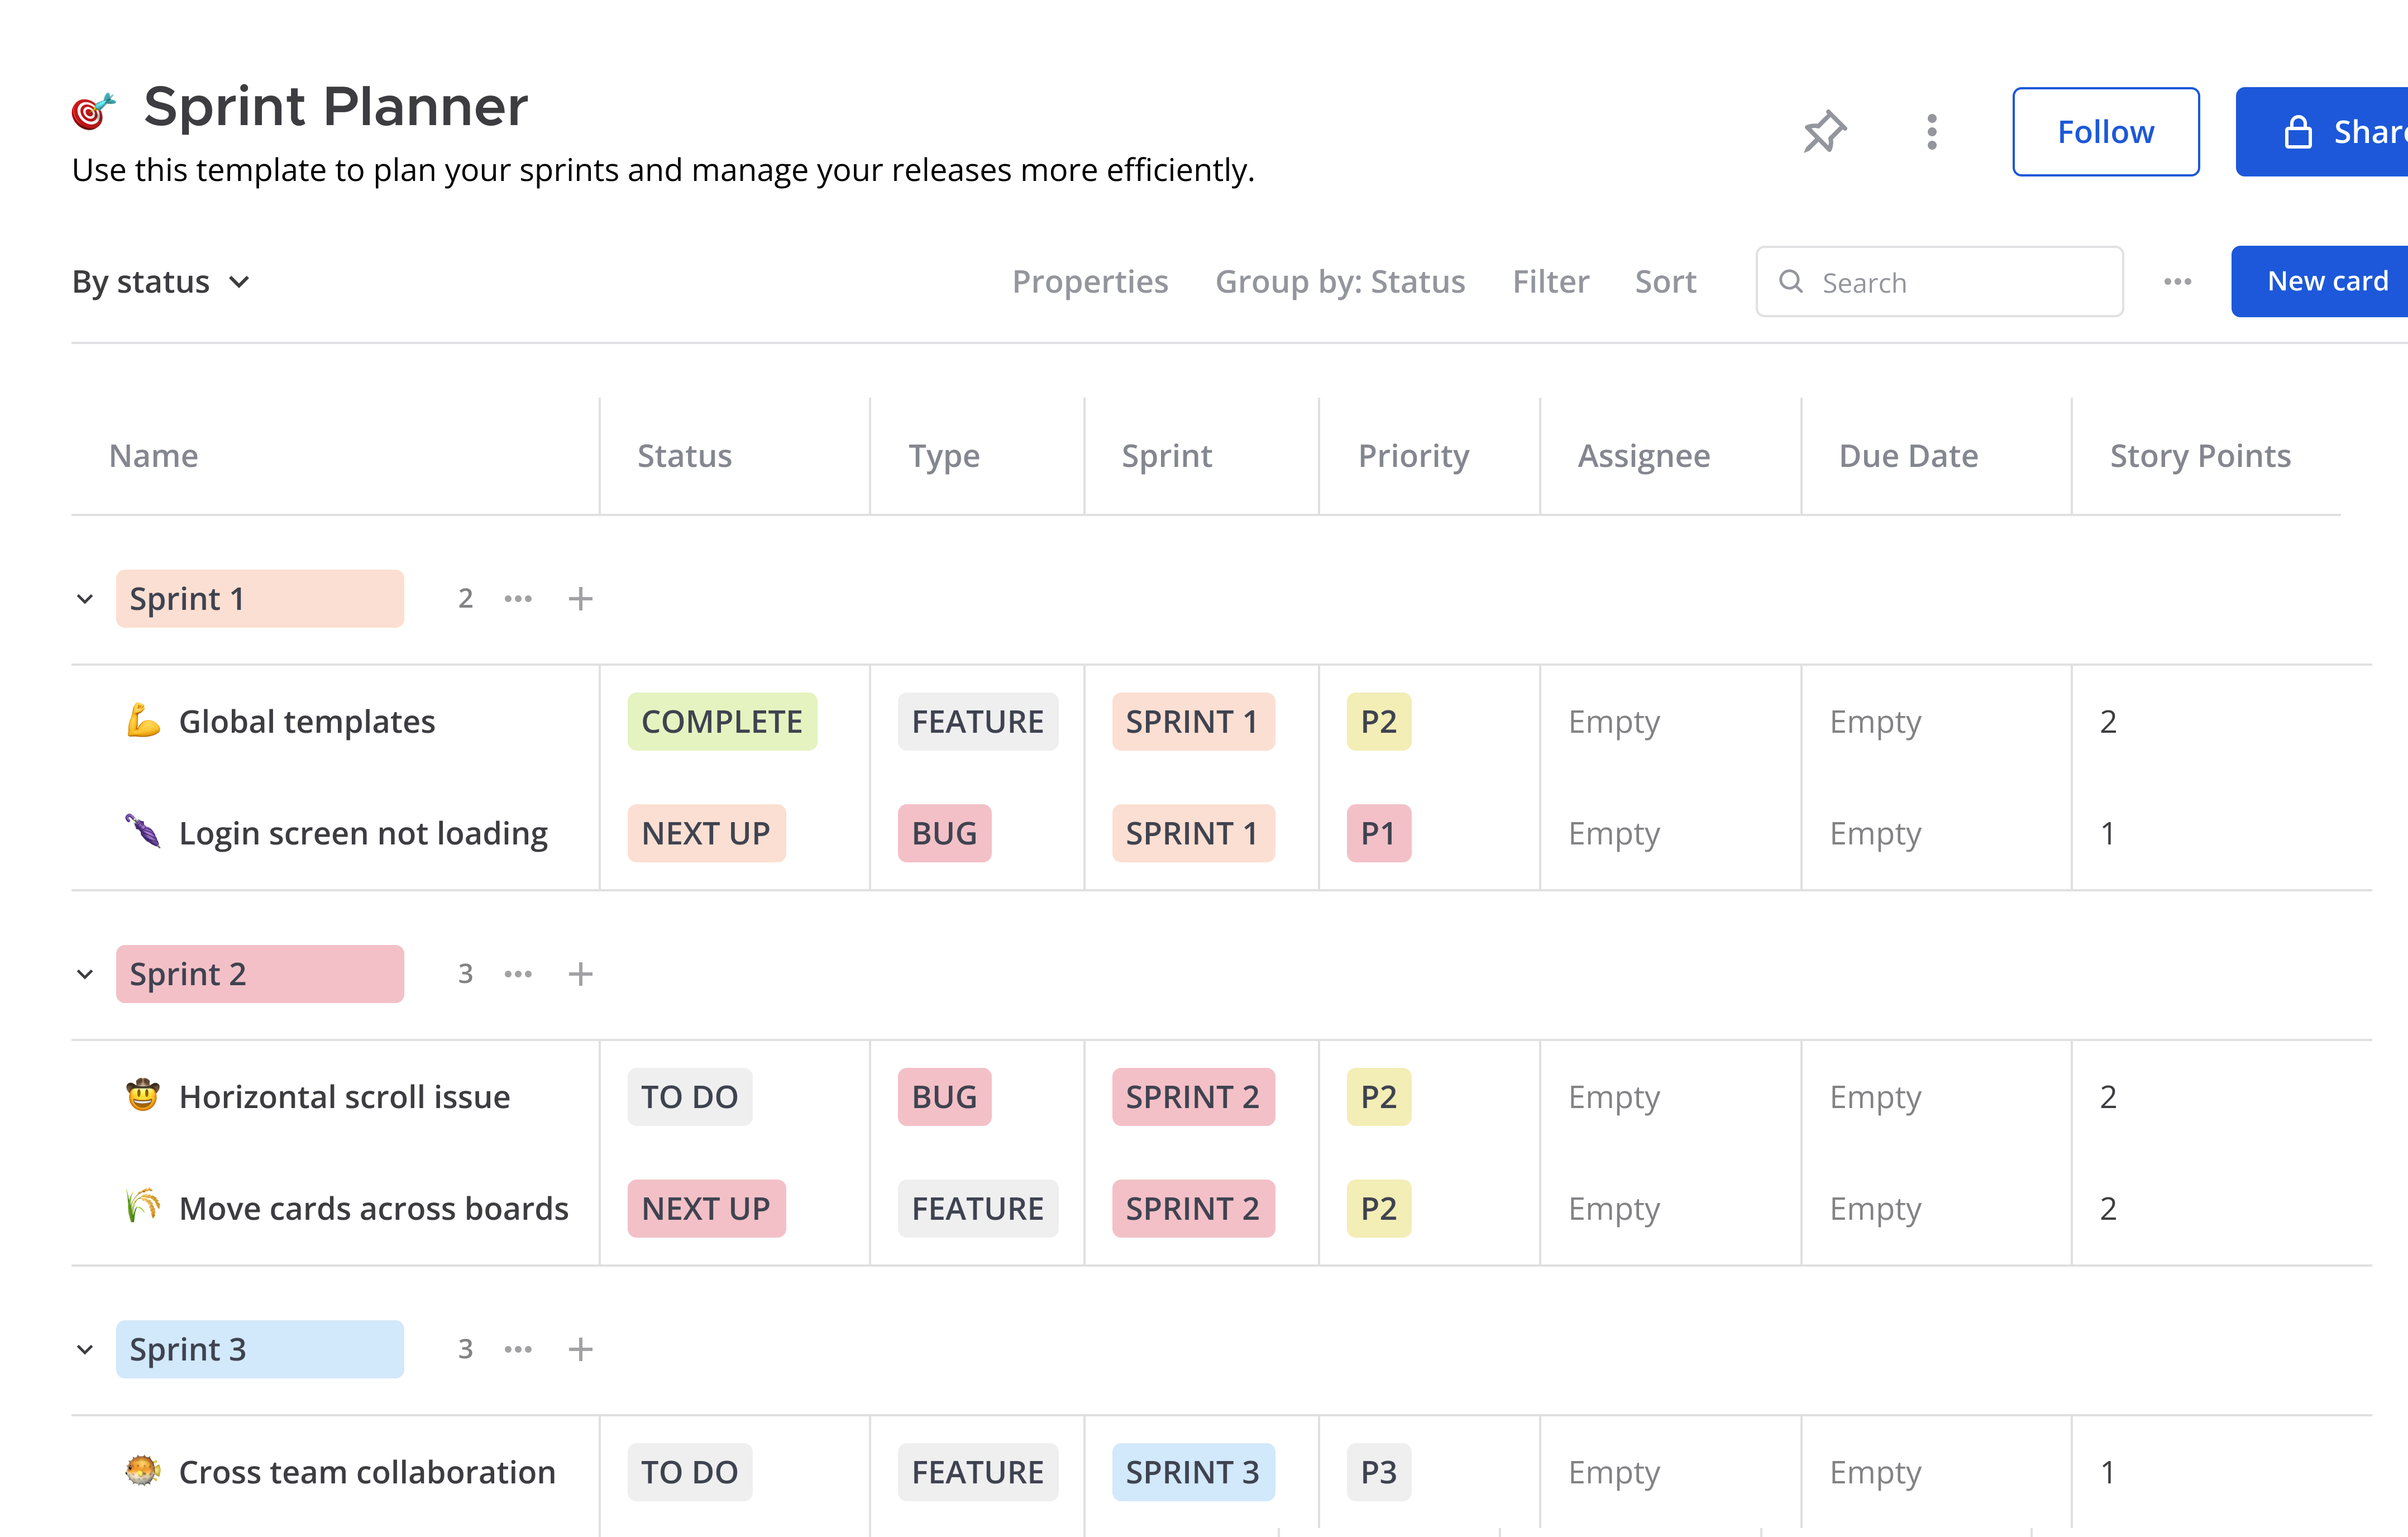 Sprint Planner
Use this template to plan your sprints and manage your releases more efficiently.
Follow
By status
Properties Group by: Status Filter Sort Search New card
Name Status Type Sprint Priority Assignee Due Date Story Points
Sprint 1 2
Global templates COMPLETE FEATURE SPRINT 1 P2 Empty Empty 2
Login screen not loading NEXT UP BUG SPRINT 1 P1 Empty Empty 1
Sprint 2 3
Horizontal scroll issue TO DO BUG SPRINT 2 P2 Empty Empty 2
Move cards across boards NEXT UP FEATURE SPRINT 2 P2 Empty Empty 2
Sprint 3 3
Cross team collaboration TO DO FEATURE SPRINT 3 P3 Empty Empty 1